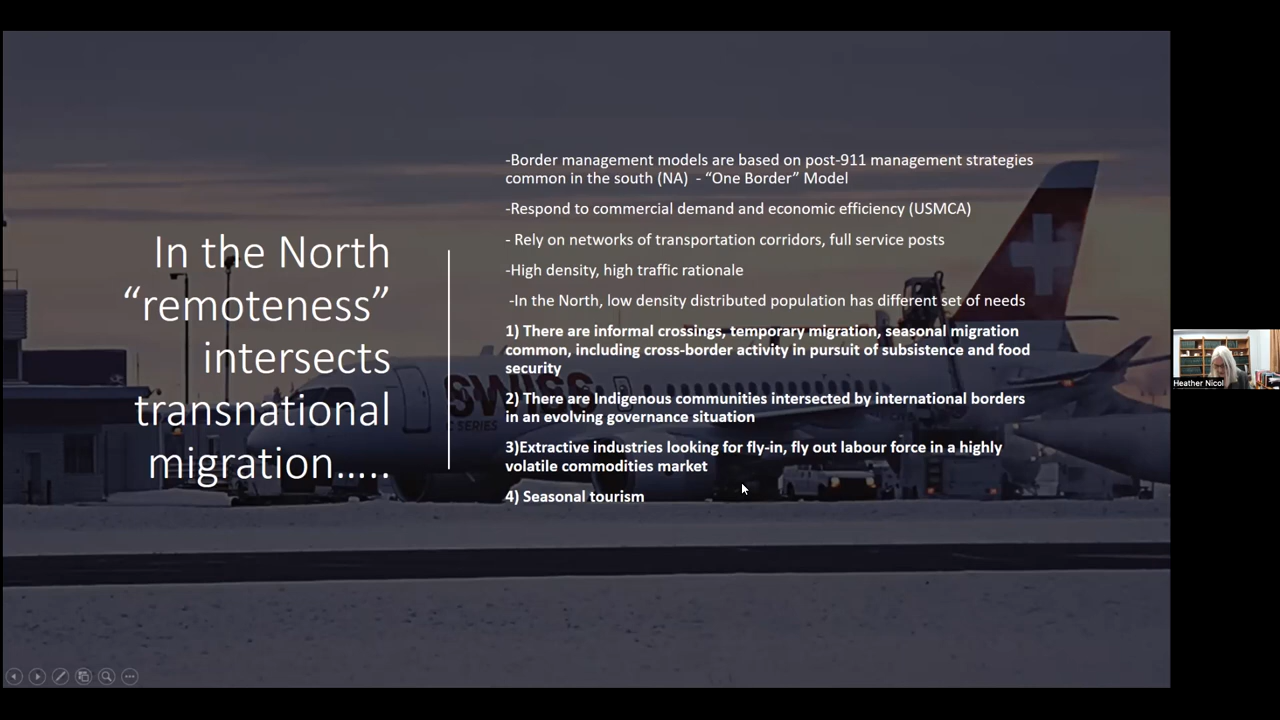 In the North
“remoteness”
intersects
transnational
migration…..
-Border management models are based on post-911 management strategies
common in the south (NA)  - “One Border” Model
-Respond to commercial demand and economic efficiency (USMCA)
- Rely on networks of transportation corridors, full service posts
-High density, high traffic rationale
-In the North, low density distributed population has different set of needs
1) There are informal crossings, temporary migration, seasonal migration
common, including cross-border activity in pursuit of subsistence and food
security
2) There are Indigenous communities intersected by international borders
in an evolving governance situation
3)Extractive industries looking for fly-in, fly out labour force in a highly
volatile commodities market
4) Seasonal tourism
SWISS
C SERIES
Heather Nicol